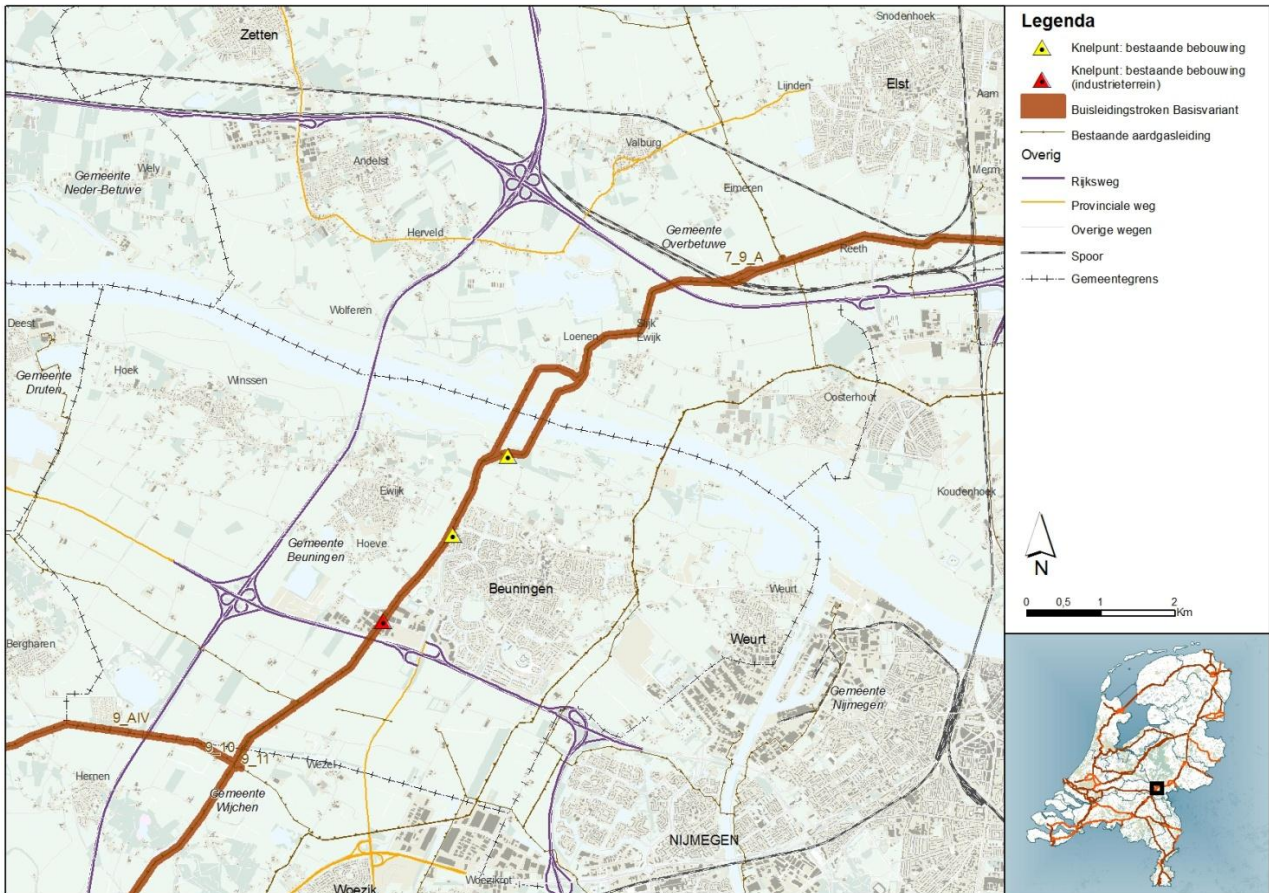 Zetten
Snodenhoek
Lijnden
Elst
Aam
Valburg
Andelst
Gemeente
Neder-Betuwe
Wely
Merm
Eimeren
Herveld
Gemeente
Overbetuwe
Reeth
7_9_A
Wolferen
Deest
Loenen
Slijk
Ewijk
Gemeente
Druten
Hoek
Winssen
Oosterhout
Ewijk
Koudenhoek
Gemeente
Beuningen
Hoeve
Beuningen
Weurt
Bergharen
Weurt
Gemeente
Nijmegen
9_AIV
9_10
9_11
Wezel
Hernen
Gemeente
Wijchen
NIJMEGEN
Woezik
Legenda
Knelpunt: bestaande bebouwing
Knelpunt: bestaande bebouwing
(industrieterrein)
Buisleidingstroken Basisvariant
Bestaande aardgasleiding
Overig
Rijksweg
Provinciale weg
Overige wegen
Spoor
Gemeentegrens
N
0 0,5 1 2
Km